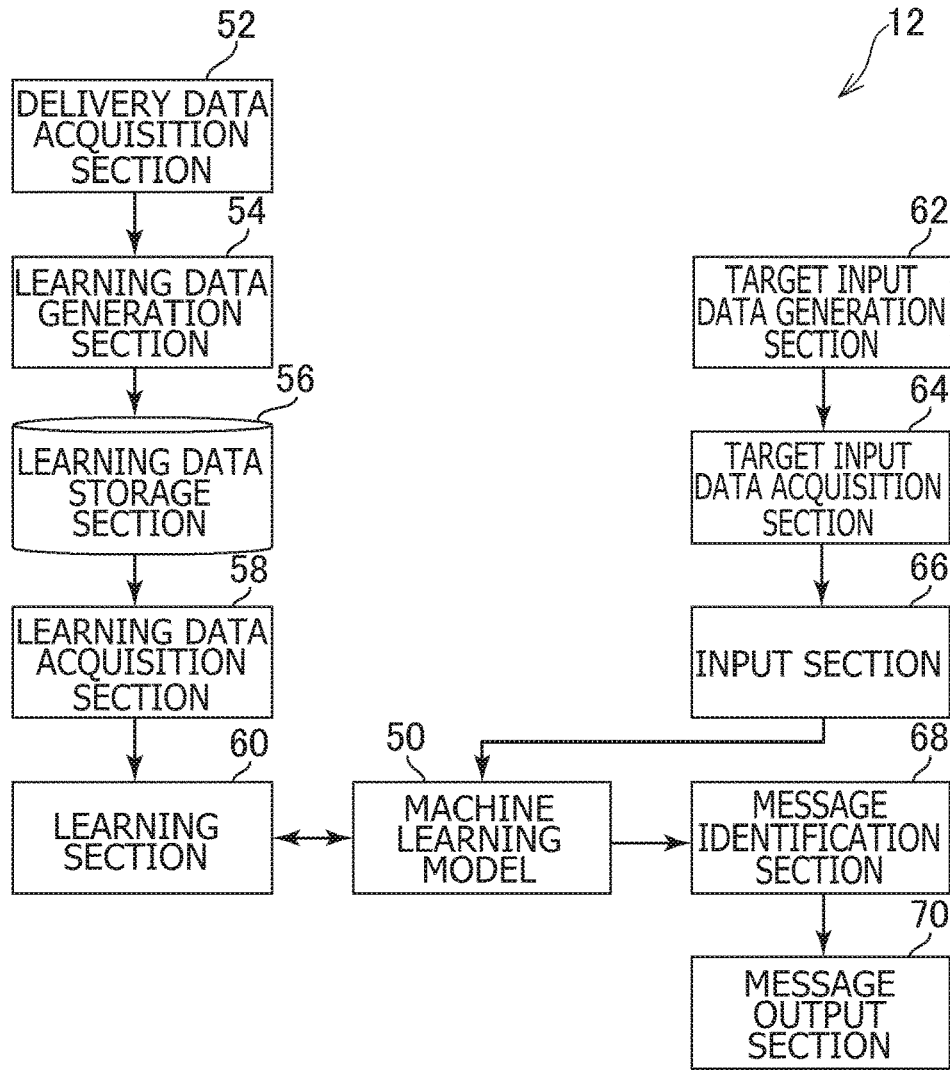 12
52
DELIVERY DATA
ACQUISITION
SECTION
54
LEARNING DATA
GENERATION
SECTION
56
LEARNING DATA
STORAGE
SECTION
58
LEARNING DATA
ACQUISITION
SECTION
60
LEARNING
SECTION
50
MACHINE
LEARNING
MODEL
62
TARGET INPUT
DATA GENERATION
SECTION
64
TARGET INPUT
DATA ACQUISITION
SECTION
66
INPUT SECTION
68
MESSAGE
IDENTIFICATION
SECTION
70
MESSAGE
OUTPUT
SECTION